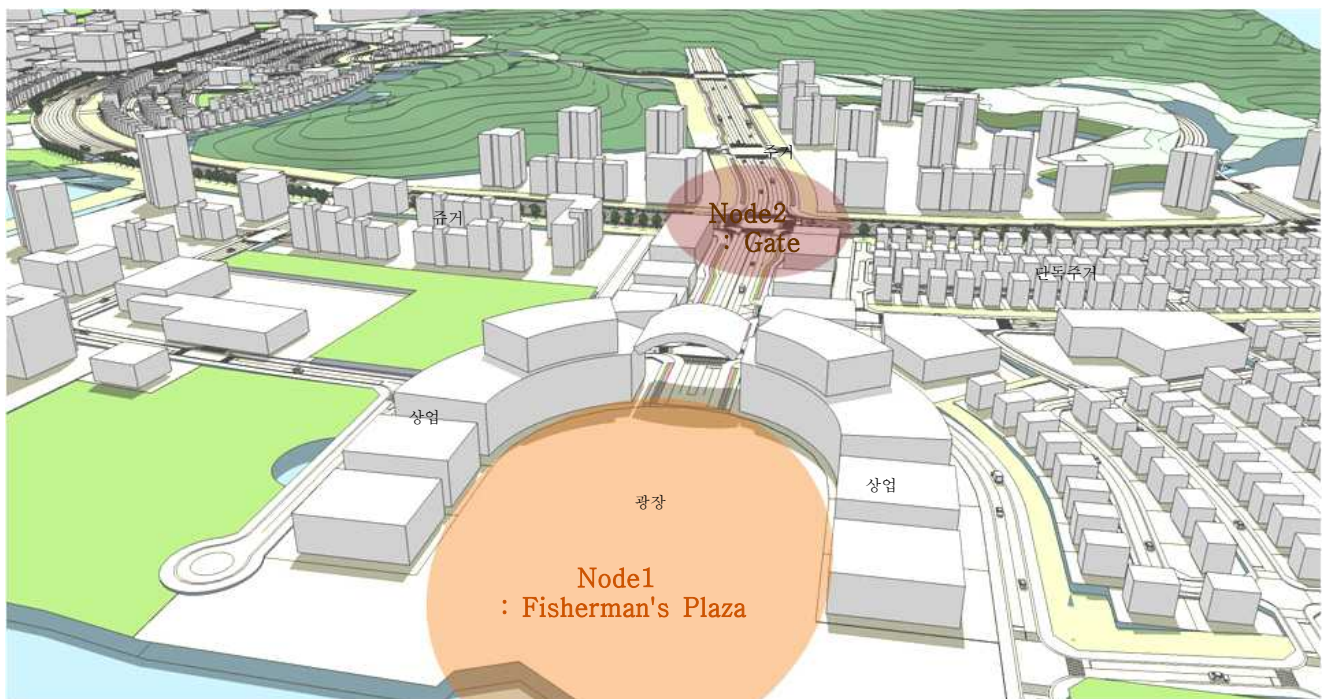 주거
Node2
: Gate
주거
단독주거
상업
상업
광장
Node1
: Fisherman's Plaza